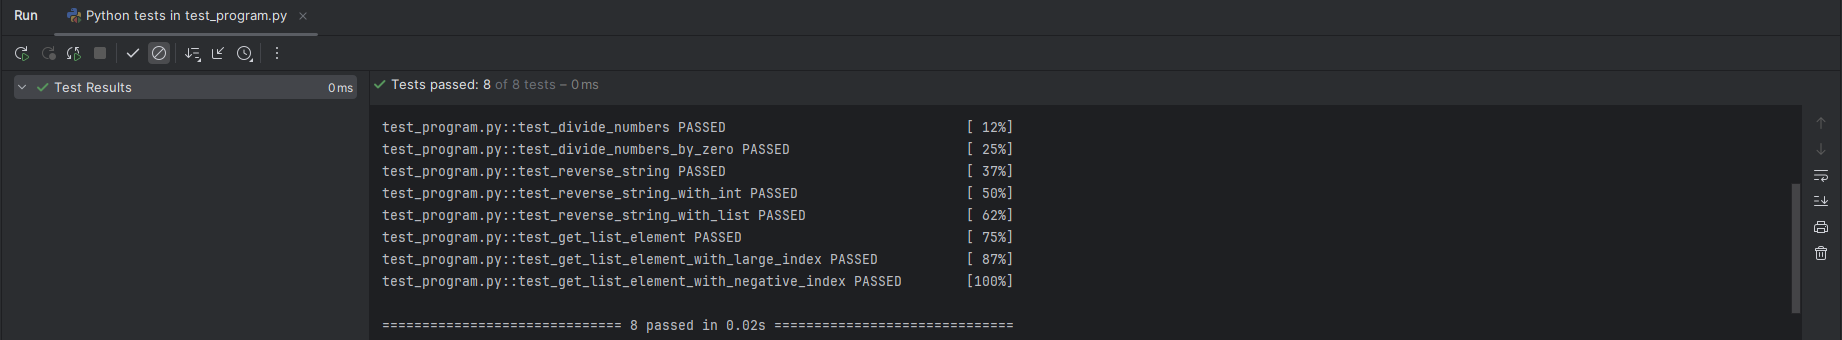 Run Python tests in test_program.py
Test Results 0 ms
Tests passed: 8 of 8 tests – 0 ms
test_program.py::test_divide_numbers PASSED [ 12%]
test_program.py::test_divide_numbers_by_zero PASSED [ 25%]
test_program.py::test_reverse_string PASSED [ 37%]
test_program.py::test_reverse_string_with_int PASSED [ 50%]
test_program.py::test_reverse_string_with_list PASSED [ 62%]
test_program.py::test_get_list_element PASSED [ 75%]
test_program.py::test_get_list_element_with_large_index PASSED [ 87%]
test_program.py::test_get_list_element_with_negative_index PASSED [100%]
============================== 8 passed in 0.02s ==============================